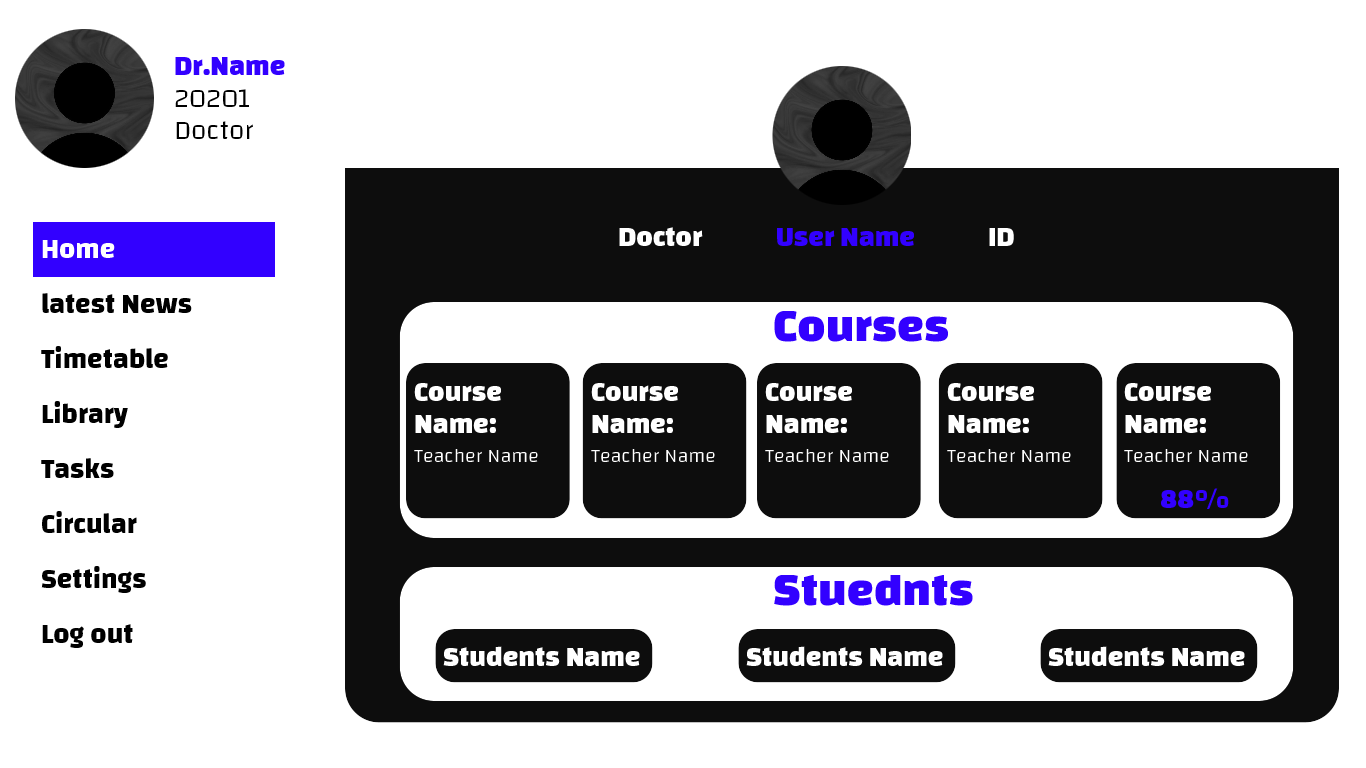 Dr.Name
20201
Doctor
Home
latest News
Timetable
Library
Tasks
Circular
Settings
Log out
Doctor User Name ID
Courses
Course
Name:
Teacher Name
Course
Name:
Teacher Name
Course
Name:
Teacher Name
Course
Name:
Teacher Name
Course
Name:
Teacher Name
88%
Stuednts
Students Name Students Name Students Name